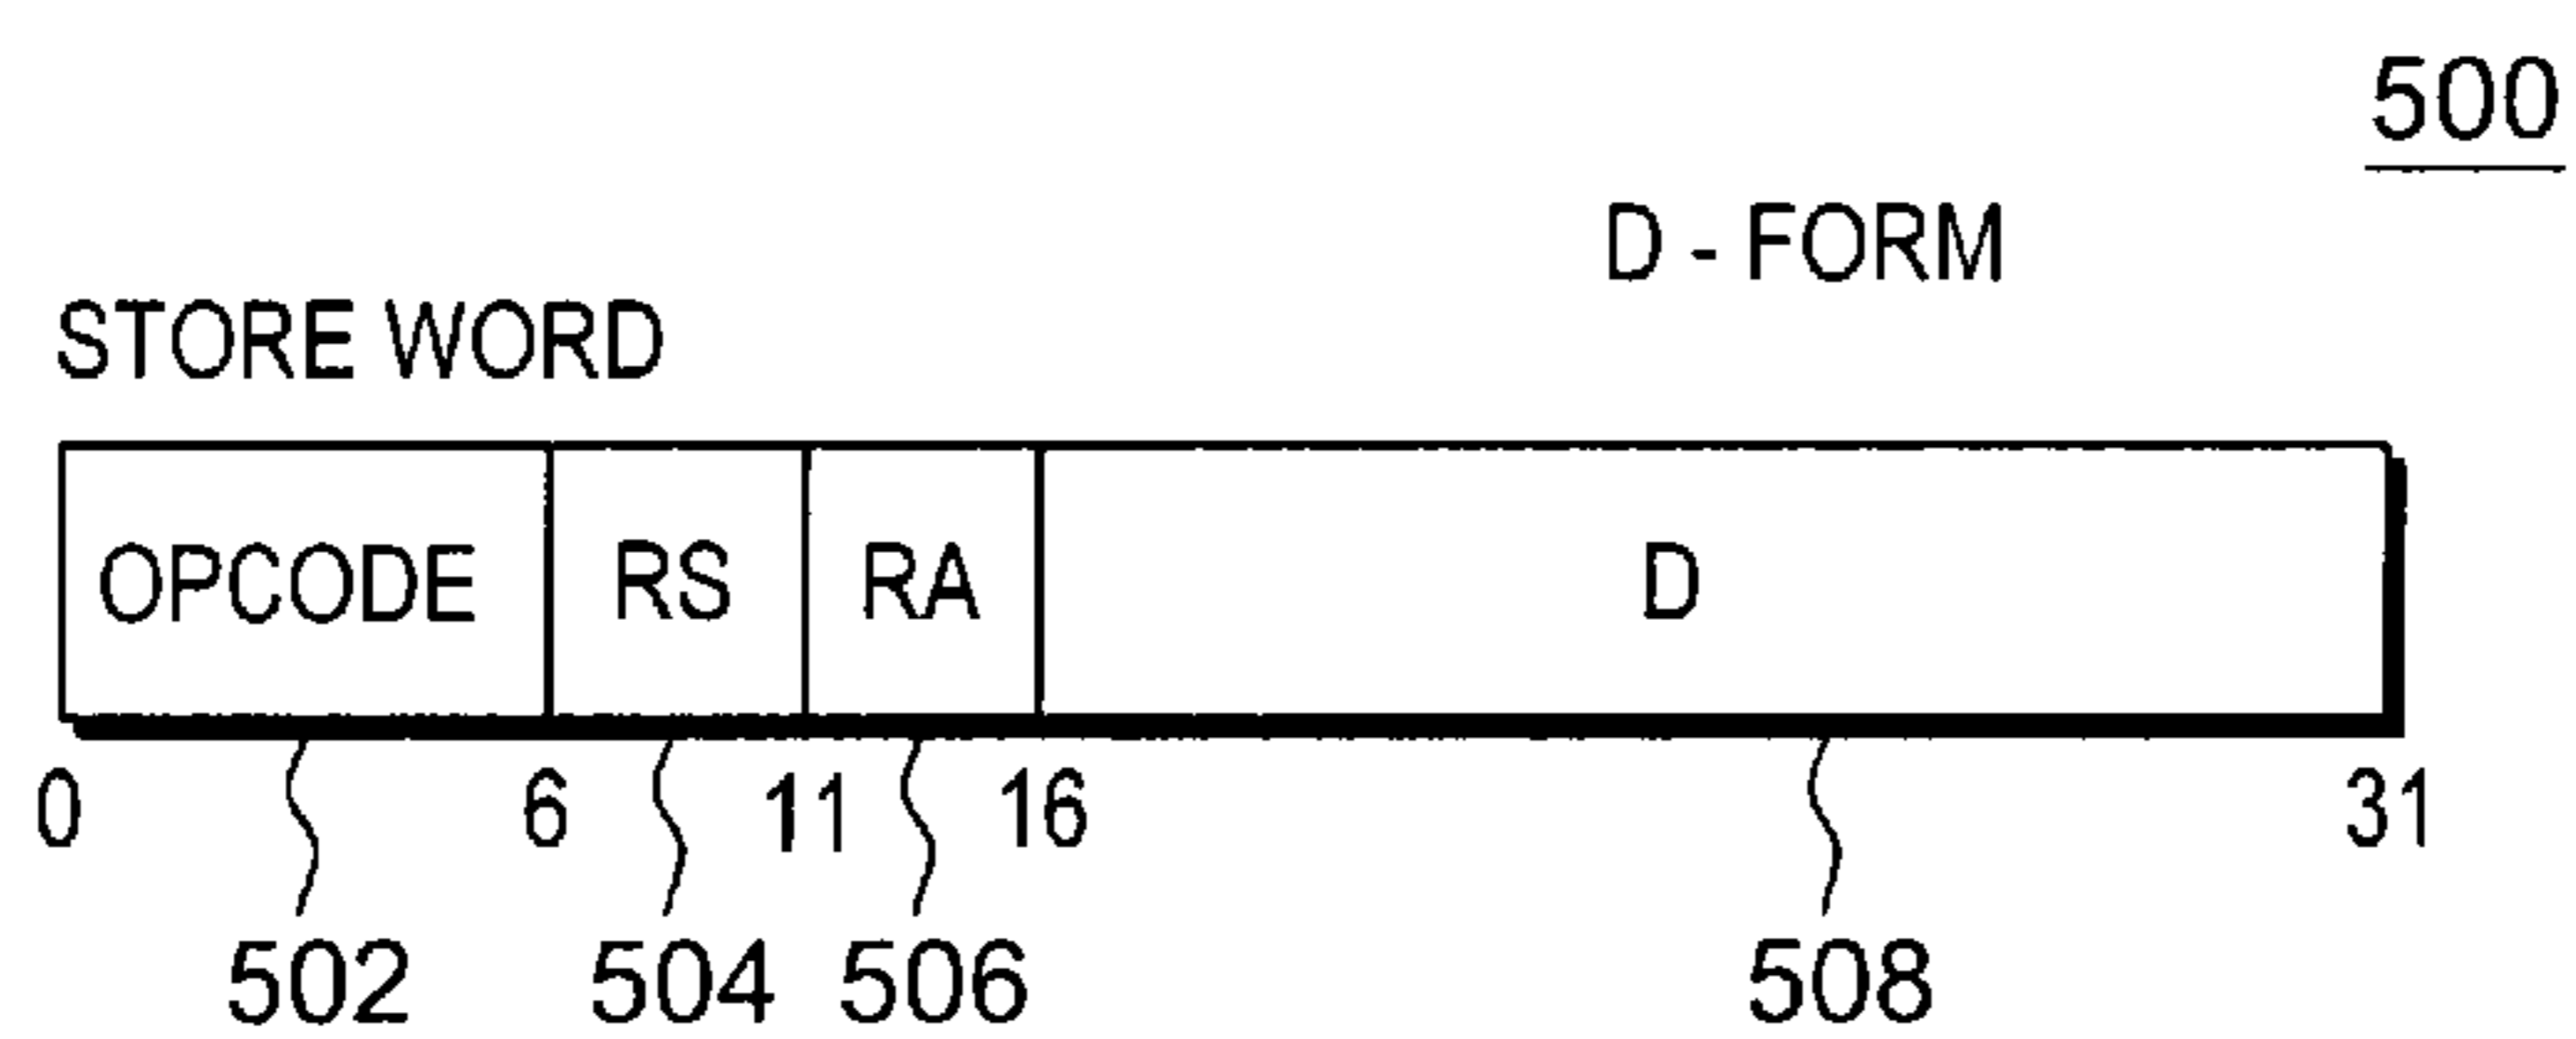 500
D - FORM
STORE WORD
OPCODE RS RA D
0 6 11 16 31
502 504 506 508